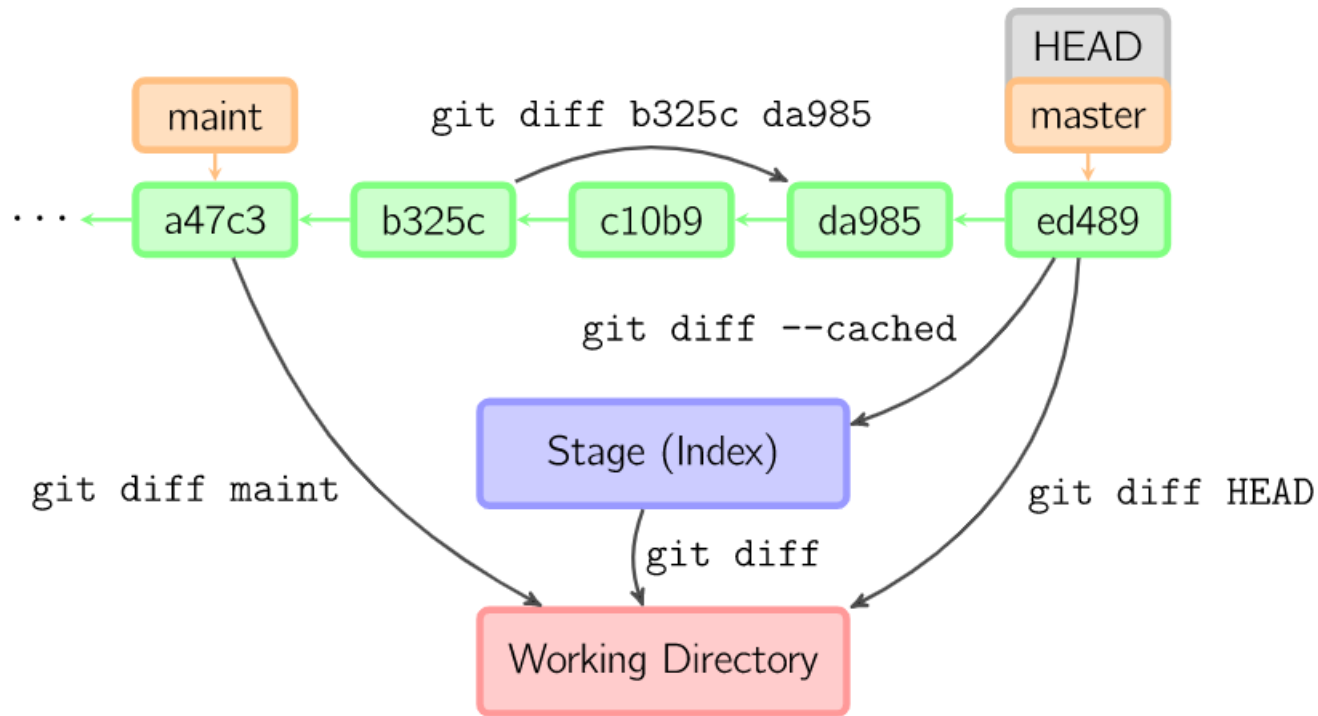 HEAD
maint
git diff b325c da985
master
... a47c3 b325c c10b9 da985 ed489
git diff --cached
Stage (Index)
git diff maint
git diff HEAD
git diff
Working Directory